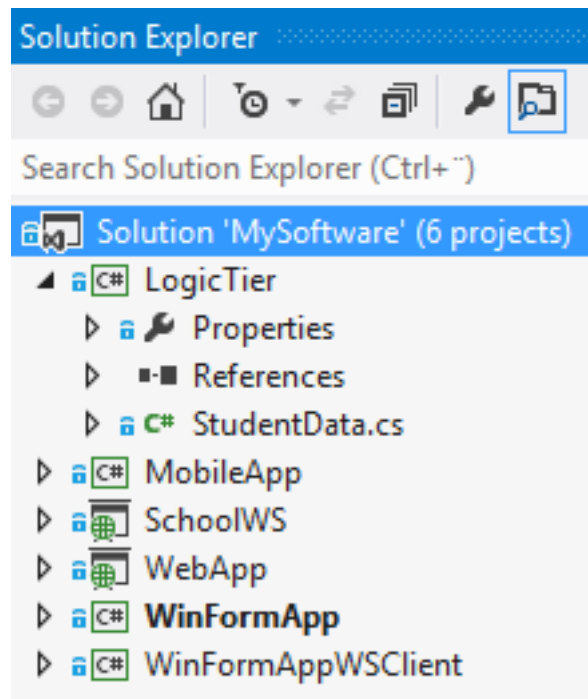 Solution Explorer
Search Solution Explorer (Ctrl+¨)
Solution 'MySoftware' (6 projects)
C# LogicTier
Properties
References
C# StudentData.cs
C# MobileApp
SchoolWS
WebApp
C# WinFormApp
C# WinFormAppWSClient